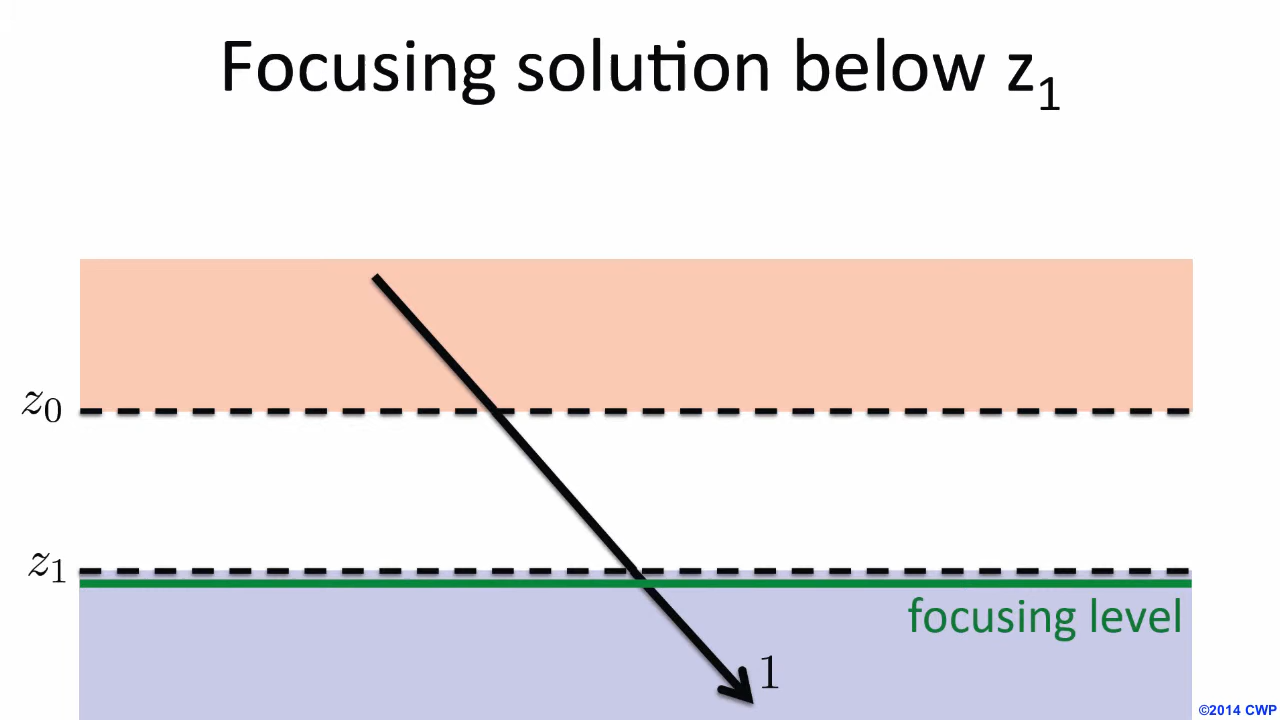 Focusing solution below z₁
z₀
z₁
focusing level
1
©2014 CWP